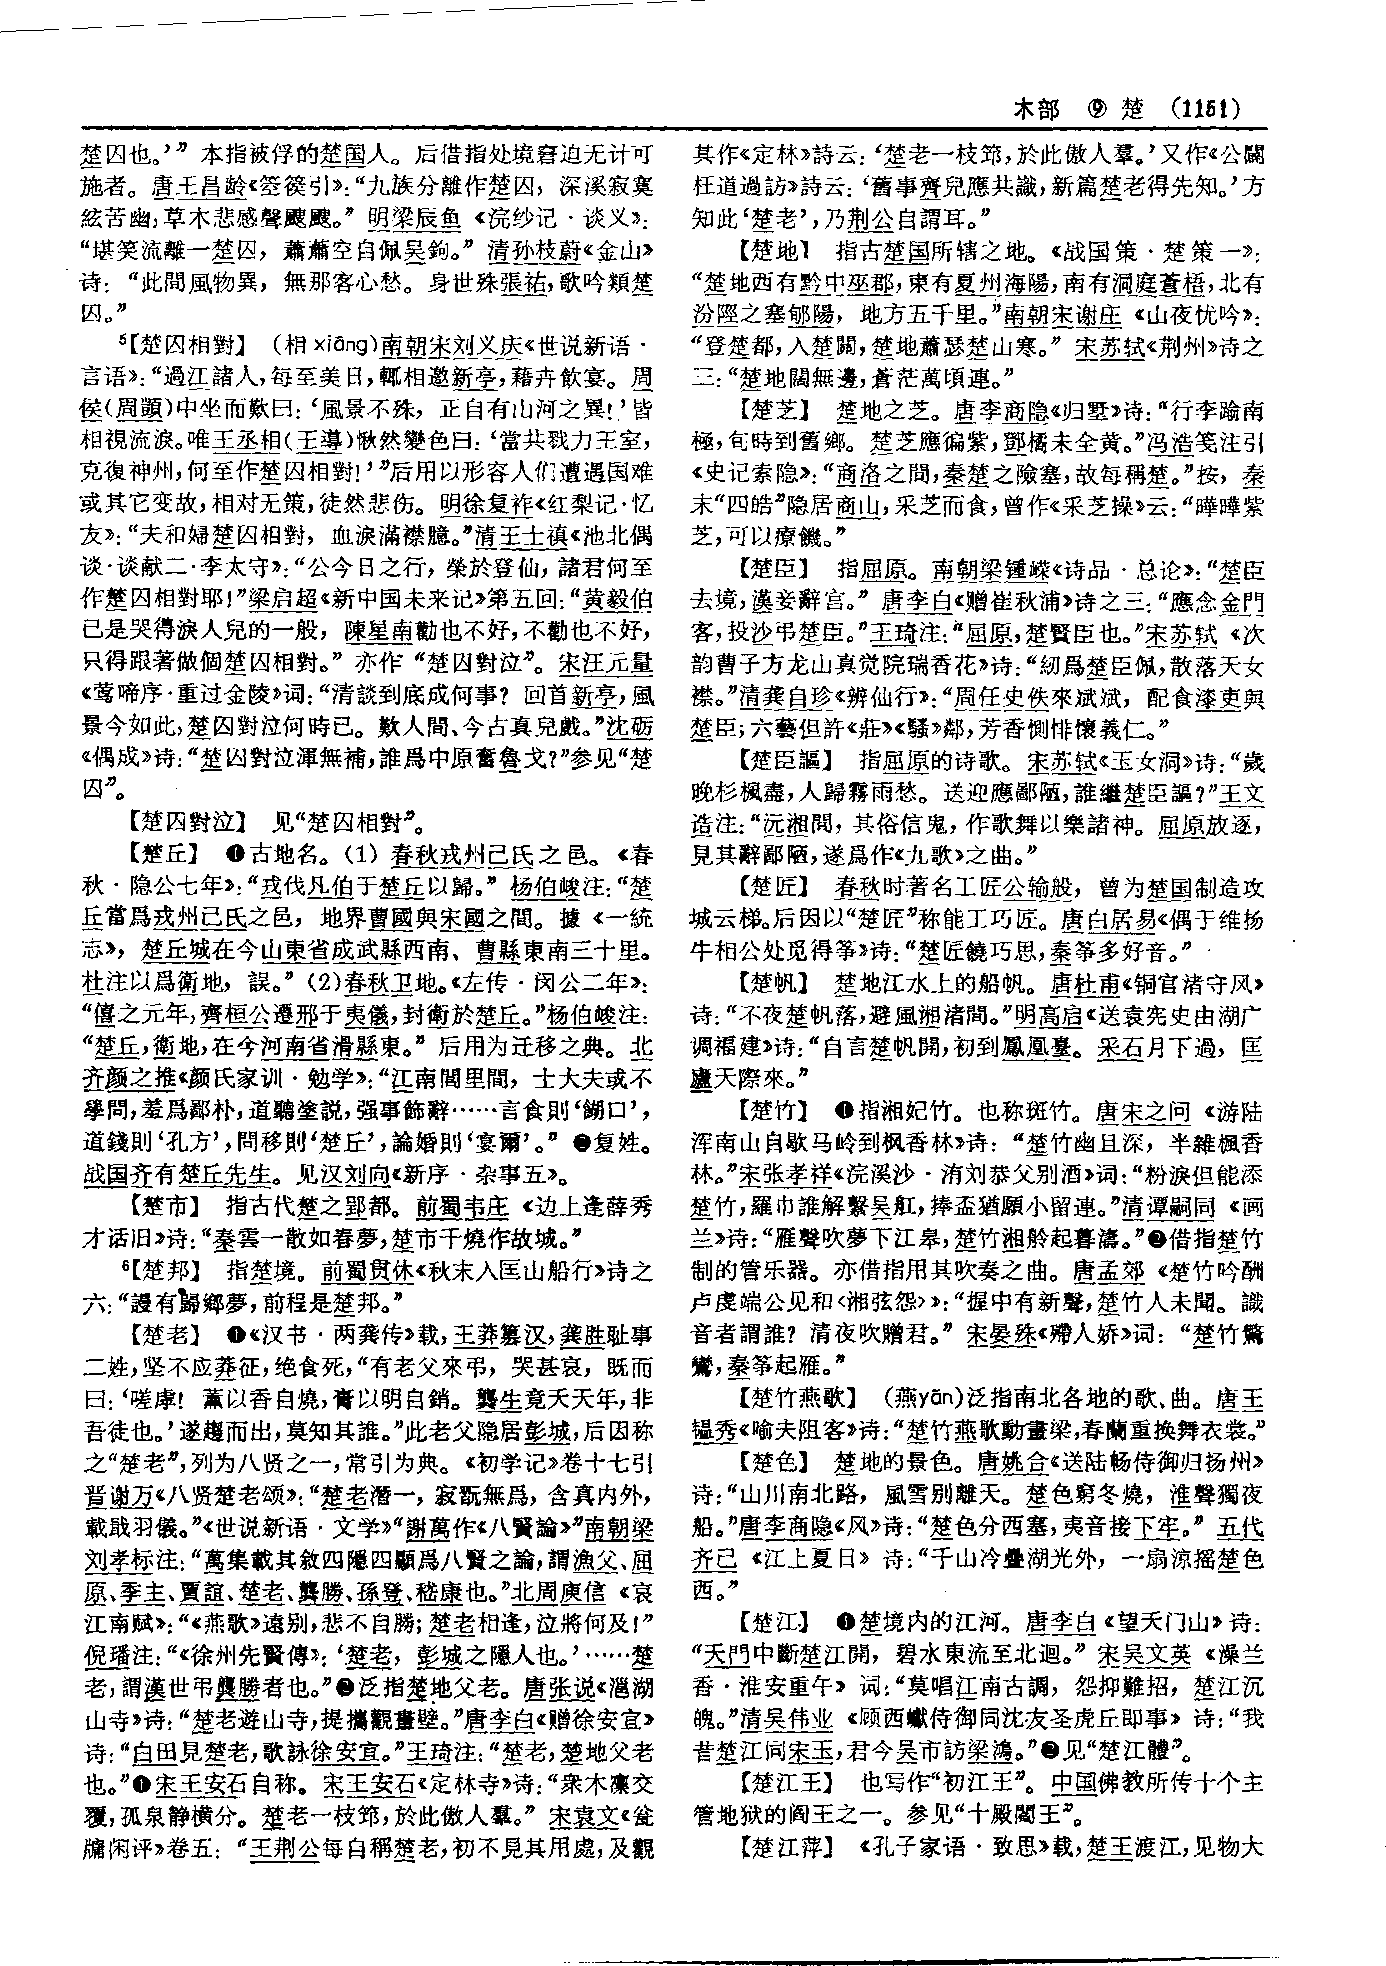 木部 ⑨ 楚 (1151)
楚囚也。’” 本指被俘的楚国人。后借指处境窘迫无计可
施者。唐王昌龄《箜篌引》：“九族分離作楚囚，深溪寂寞
絃苦幽，草木悲感聲颼颼。” 明梁辰鱼《浣纱记·谈义》：
“堪笑流離一楚囚，蕭蕭空自佩吴鉤。” 清孙枝蔚《金山》
诗：“此間風物異，無那客心愁。身世殊張祐，歌吟類楚
囚。”
⁵【楚囚相對】 (相 xiāng)南朝宋刘义庆《世说新语·
言语》：“過江諸人，每至美日，輒相邀新亭，藉卉飲宴。周
侯(周顗)中坐而歎曰：‘風景不殊，正自有山河之異！’皆
相視流淚。唯王丞相(王導)愀然變色曰：‘當共戮力王室，
克復神州，何至作楚囚相對！’”后用以形容人们遭遇国难
或其它变故，相对无策，徒然悲伤。明徐复祚《红梨记·忆
友》：“夫和婦楚囚相對，血淚滿襟臆。”清王士禛《池北偶
谈·谈献二·李太守》：“公今日之行，榮於登仙，諸君何至
作楚囚相對耶！”梁启超《新中国未来记》第五回：“黄毅伯
已是哭得淚人兒的一般，陳星南勸也不好，不勸也不好，
只得跟著做個楚囚相對。” 亦作“楚囚對泣”。宋汪元量
《莺啼序·重过金陵》词：“清談到底成何事？回首新亭，風
景今如此，楚囚對泣何時已。歎人間、今古真兒戲。”沈砺
《偶成》诗：“楚囚對泣渾無補，誰爲中原奮魯戈？”参见“楚
囚”。
【楚囚對泣】 见“楚囚相對”。
【楚丘】 ❶古地名。(1) 春秋戎州己氏之邑。《春
秋·隐公七年》：“戎伐凡伯于楚丘以歸。” 杨伯峻注：“楚
丘當爲戎州己氏之邑，地界曹國與宋國之間。據《一統
志》，楚丘城在今山東省成武縣西南、曹縣東南三十里。
杜注以爲衛地，誤。” (2)春秋卫地。《左传·闵公二年》：
“僖之元年，齊桓公遷邢于夷儀，封衛於楚丘。”杨伯峻注：
“楚丘，衛地，在今河南省滑縣東。” 后用为迁移之典。北
齐颜之推《颜氏家训·勉学》：“江南閭里間，士大夫或不
學問，羞爲鄙朴，道聽塗説，强事飾辭……言食則‘餬口’，
道錢則‘孔方’，問移則‘楚丘’，論婚則‘宴爾’。” ❷复姓。
战国齐有楚丘先生。见汉刘向《新序·杂事五》。
【楚市】 指古代楚之郢都。前蜀韦庄《边上逢薛秀
才话旧》诗：“秦雲一散如春夢，楚市千燒作故城。”
⁶【楚邦】 指楚境。前蜀贯休《秋末入匡山船行》诗之
六：“謾有歸鄉夢，前程是楚邦。”
【楚老】 ❶《汉书·两龚传》载，王莽篡汉，龚胜耻事
二姓，坚不应莽征，绝食死，“有老父來弔，哭甚哀，既而
曰：‘嗟虖！薰以香自燒，膏以明自銷。龔生竟夭天年，非
吾徒也。’遂趨而出，莫知其誰。”此老父隐居彭城，后因称
之“楚老”，列为八贤之一，常引为典。《初学记》卷十七引
晋谢万《八贤楚老颂》：“楚老潛一，寂翫無爲，含真内外，
載戢羽儀。”《世说新语·文学》“謝萬作《八賢論》”南朝梁
刘孝标注：“萬集載其敘四隱四顯爲八賢之論，謂漁父、屈
原、季主、賈誼、楚老、龔勝、孫登、嵇康也。”北周庾信《哀
江南赋》：“《燕歌》遠别，悲不自勝；楚老相逢，泣將何及！”
倪璠注：“《徐州先賢傳》：‘楚老，彭城之隱人也。’……楚
老，謂漢世弔龔勝者也。”❷泛指楚地父老。唐张说《㴩湖
山寺》诗：“楚老遊山寺，提攜觀畫壁。”唐李白《赠徐安宜》
诗：“白田見楚老，歌詠徐安宜。”王琦注：“楚老，楚地父老
也。”❸宋王安石自称。宋王安石《定林寺》诗：“衆木凛交
覆，孤泉静横分。楚老一枝筇，於此傲人羣。” 宋袁文《瓮
牖闲评》卷五：“王荆公每自稱楚老，初不見其用處，及觀
其作《定林》詩云：‘楚老一枝筇，於此傲人羣。’又作《公闢
枉道過訪》詩云：‘舊事齊兒應共識，新篇楚老得先知。’方
知此‘楚老’，乃荆公自謂耳。”
【楚地】 指古楚国所辖之地。《战国策·楚策一》：
“楚地西有黔中巫郡，東有夏州海陽，南有洞庭蒼梧，北有
汾陘之塞郇陽，地方五千里。”南朝宋谢庄《山夜忧吟》：
“登楚都，入楚關，楚地蕭瑟楚山寒。” 宋苏轼《荆州》诗之
三：“楚地闊無邊，蒼茫萬頃連。”
【楚芝】 楚地之芝。唐李商隐《归墅》诗：“行李踰南
極，旬時到舊鄉。楚芝應徧紫，鄧橘未全黄。”冯浩笺注引
《史记索隐》：“商洛之間，秦楚之險塞，故每稱楚。”按，秦
末“四皓”隐居商山，采芝而食，曾作《采芝操》云：“曄曄紫
芝，可以療饑。”
【楚臣】 指屈原。南朝梁锺嵘《诗品·总论》：“楚臣
去境，漢妾辭宫。” 唐李白《赠崔秋浦》诗之三：“應念金門
客，投沙弔楚臣。”王琦注：“屈原，楚賢臣也。”宋苏轼《次
韵曹子方龙山真觉院瑞香花》诗：“紉爲楚臣佩，散落天女
襟。”清龚自珍《辨仙行》：“周任史佚來斌斌，配食漆吏與
楚臣；六藝但許《莊》《騷》鄰，芳香惻悱懷義仁。”
【楚臣謳】 指屈原的诗歌。宋苏轼《玉女洞》诗：“歲
晚杉楓盡，人歸霧雨愁。送迎應鄙陋，誰繼楚臣謳？”王文
诰注：“沅湘間，其俗信鬼，作歌舞以樂諸神。屈原放逐，
見其辭鄙陋，遂爲作《九歌》之曲。”
【楚匠】 春秋时著名工匠公输般，曾为楚国制造攻
城云梯。后因以“楚匠”称能工巧匠。唐白居易《偶于维扬
牛相公处觅得筝》诗：“楚匠饒巧思，秦筝多好音。”
【楚帆】 楚地江水上的船帆。唐杜甫《铜官渚守风》
诗：“不夜楚帆落，避風湘渚間。”明高启《送袁宪史由湖广
调福建》诗：“自言楚帆開，初到鳳凰臺。采石月下過，匡
廬天際來。”
【楚竹】 ❶指湘妃竹。也称斑竹。唐宋之问《游陆
浑南山自歇马岭到枫香林》诗：“楚竹幽且深，半雜楓香
林。”宋张孝祥《浣溪沙·洧刘恭父别酒》词：“粉淚但能添
楚竹，羅巾誰解繫吴舡，捧盃猶願小留連。”清谭嗣同《画
兰》诗：“雁聲吹夢下江皋，楚竹湘舲起暮濤。”❷借指楚竹
制的管乐器。亦借指用其吹奏之曲。唐孟郊《楚竹吟酬
卢虔端公见和〈湘弦怨〉》：“握中有新聲，楚竹人未聞。識
音者謂誰？清夜吹贈君。” 宋晏殊《殢人娇》词：“楚竹驚
鸞，秦筝起雁。”
【楚竹燕歌】 (燕yān)泛指南北各地的歌、曲。唐王
韫秀《喻夫阻客》诗：“楚竹燕歌動畫梁，春蘭重换舞衣裳。”
【楚色】 楚地的景色。唐姚合《送陆畅侍御归扬州》
诗：“山川南北路，風雪别離天。楚色窮冬燒，淮聲獨夜
船。”唐李商隐《风》诗：“楚色分西塞，夷音接下牢。” 五代
齐己《江上夏日》诗：“千山冷疊湖光外，一扇涼摇楚色
西。”
【楚江】 ❶楚境内的江河。唐李白《望天门山》诗：
“天門中斷楚江開，碧水東流至北迴。” 宋吴文英《澡兰
香·淮安重午》词：“莫唱江南古調，怨抑難招，楚江沉
魄。”清吴伟业《顾西巘侍御同沈友圣虎丘即事》诗：“我
昔楚江同宋玉，君今吴市訪梁鴻。”❷见“楚江體”。
【楚江王】 也写作“初江王”。中国佛教所传十个主
管地狱的阎王之一。参见“十殿閻王”。
【楚江萍】 《孔子家语·致思》载，楚王渡江，见物大